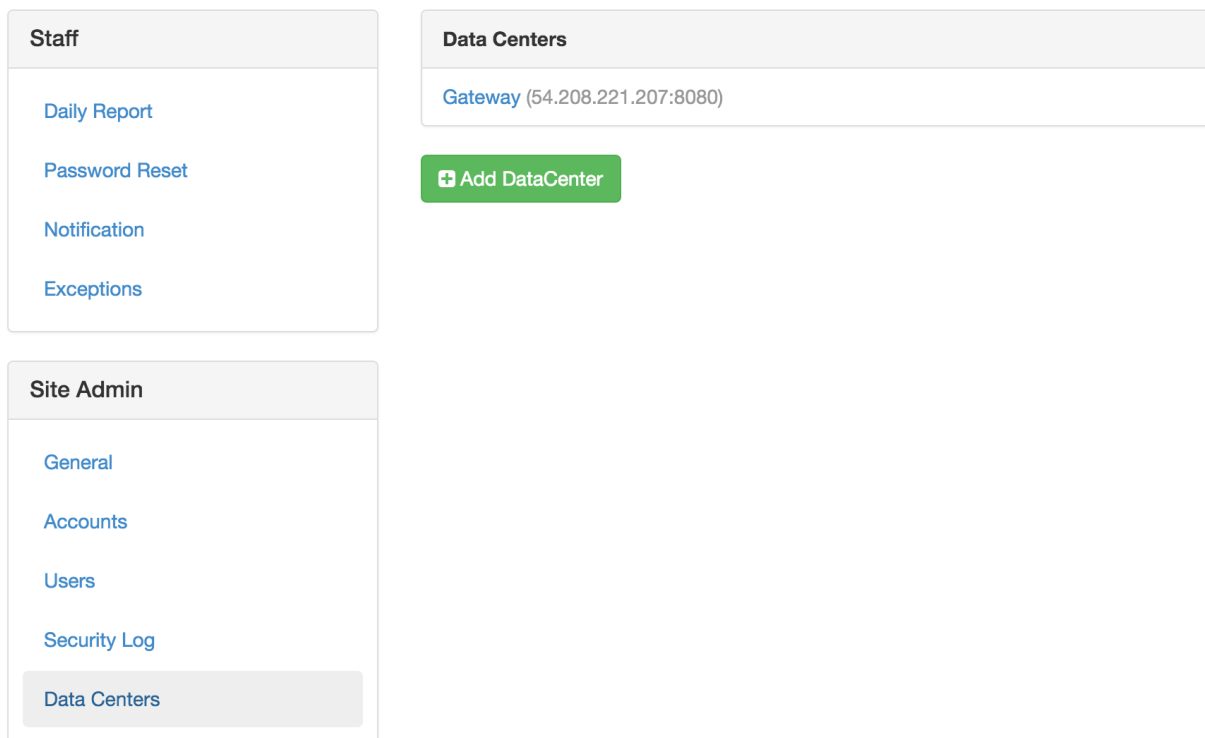 Staff
Daily Report
Password Reset
Notification
Exceptions
Site Admin
General
Accounts
Users
Security Log
Data Centers
Data Centers
Gateway (54.208.221.207:8080)
Add DataCenter